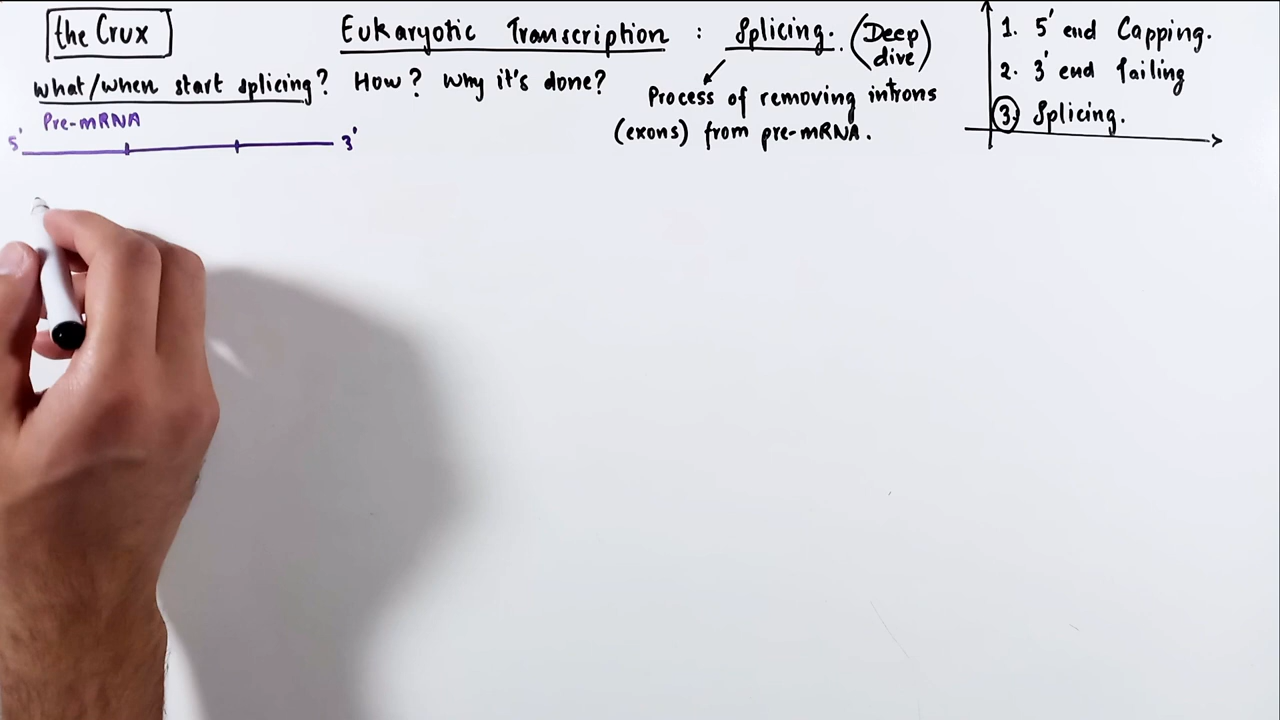 the Crux
Eukaryotic Transcription : Splicing. (Deep dive)
what/when start splicing? How? Why it's done?
Process of removing introns
(exons) from pre-mRNA.
1. 5' end Capping.
2. 3' end Tailing
3. Splicing.
Pre-mRNA
5' 3'